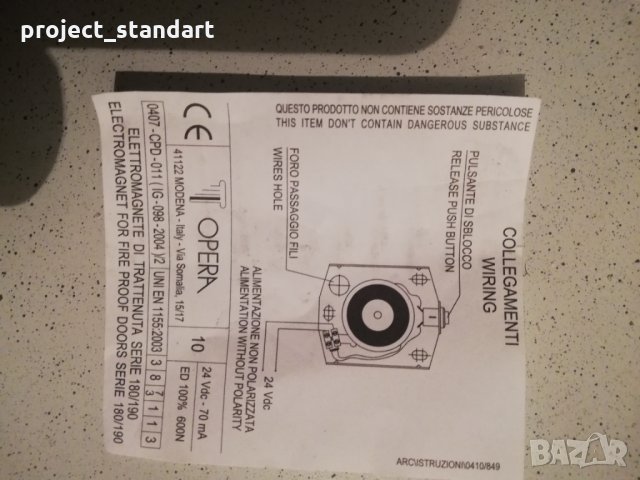 project_standart
QUESTO PRODOTTO NON CONTIENE SOSTANZE PERICOLOSE
THIS ITEM DON'T CONTAIN DANGEROUS SUBSTANCE
COLLEGAMENTI
WIRING
PULSANTE DI SBLOCCO
RELEASE PUSH BUTTON
FORO PASSAGGIO FILI
WIRES HOLE
24 Vdc
ALIMENTAZIONE NON POLARIZZATA
ALIMENTATION WITHOUT POLARITY
ARC\ISTRUZIONI\0410/849
CE
OPERA
41122 MODENA - Italy - Via Somalia, 15/17
10
24 Vdc - 70 mA
ED 100% 600N
0407-CPD-011 (IG-098-2004)/2
UNI EN 1155:2003
3 8 7/3 1 1 3
ELETTROMAGNETE DI TRATTENUTA SERIE 180/190
ELECTROMAGNET FOR FIRE PROOF DOORS SERIE 180/190
BAZAR